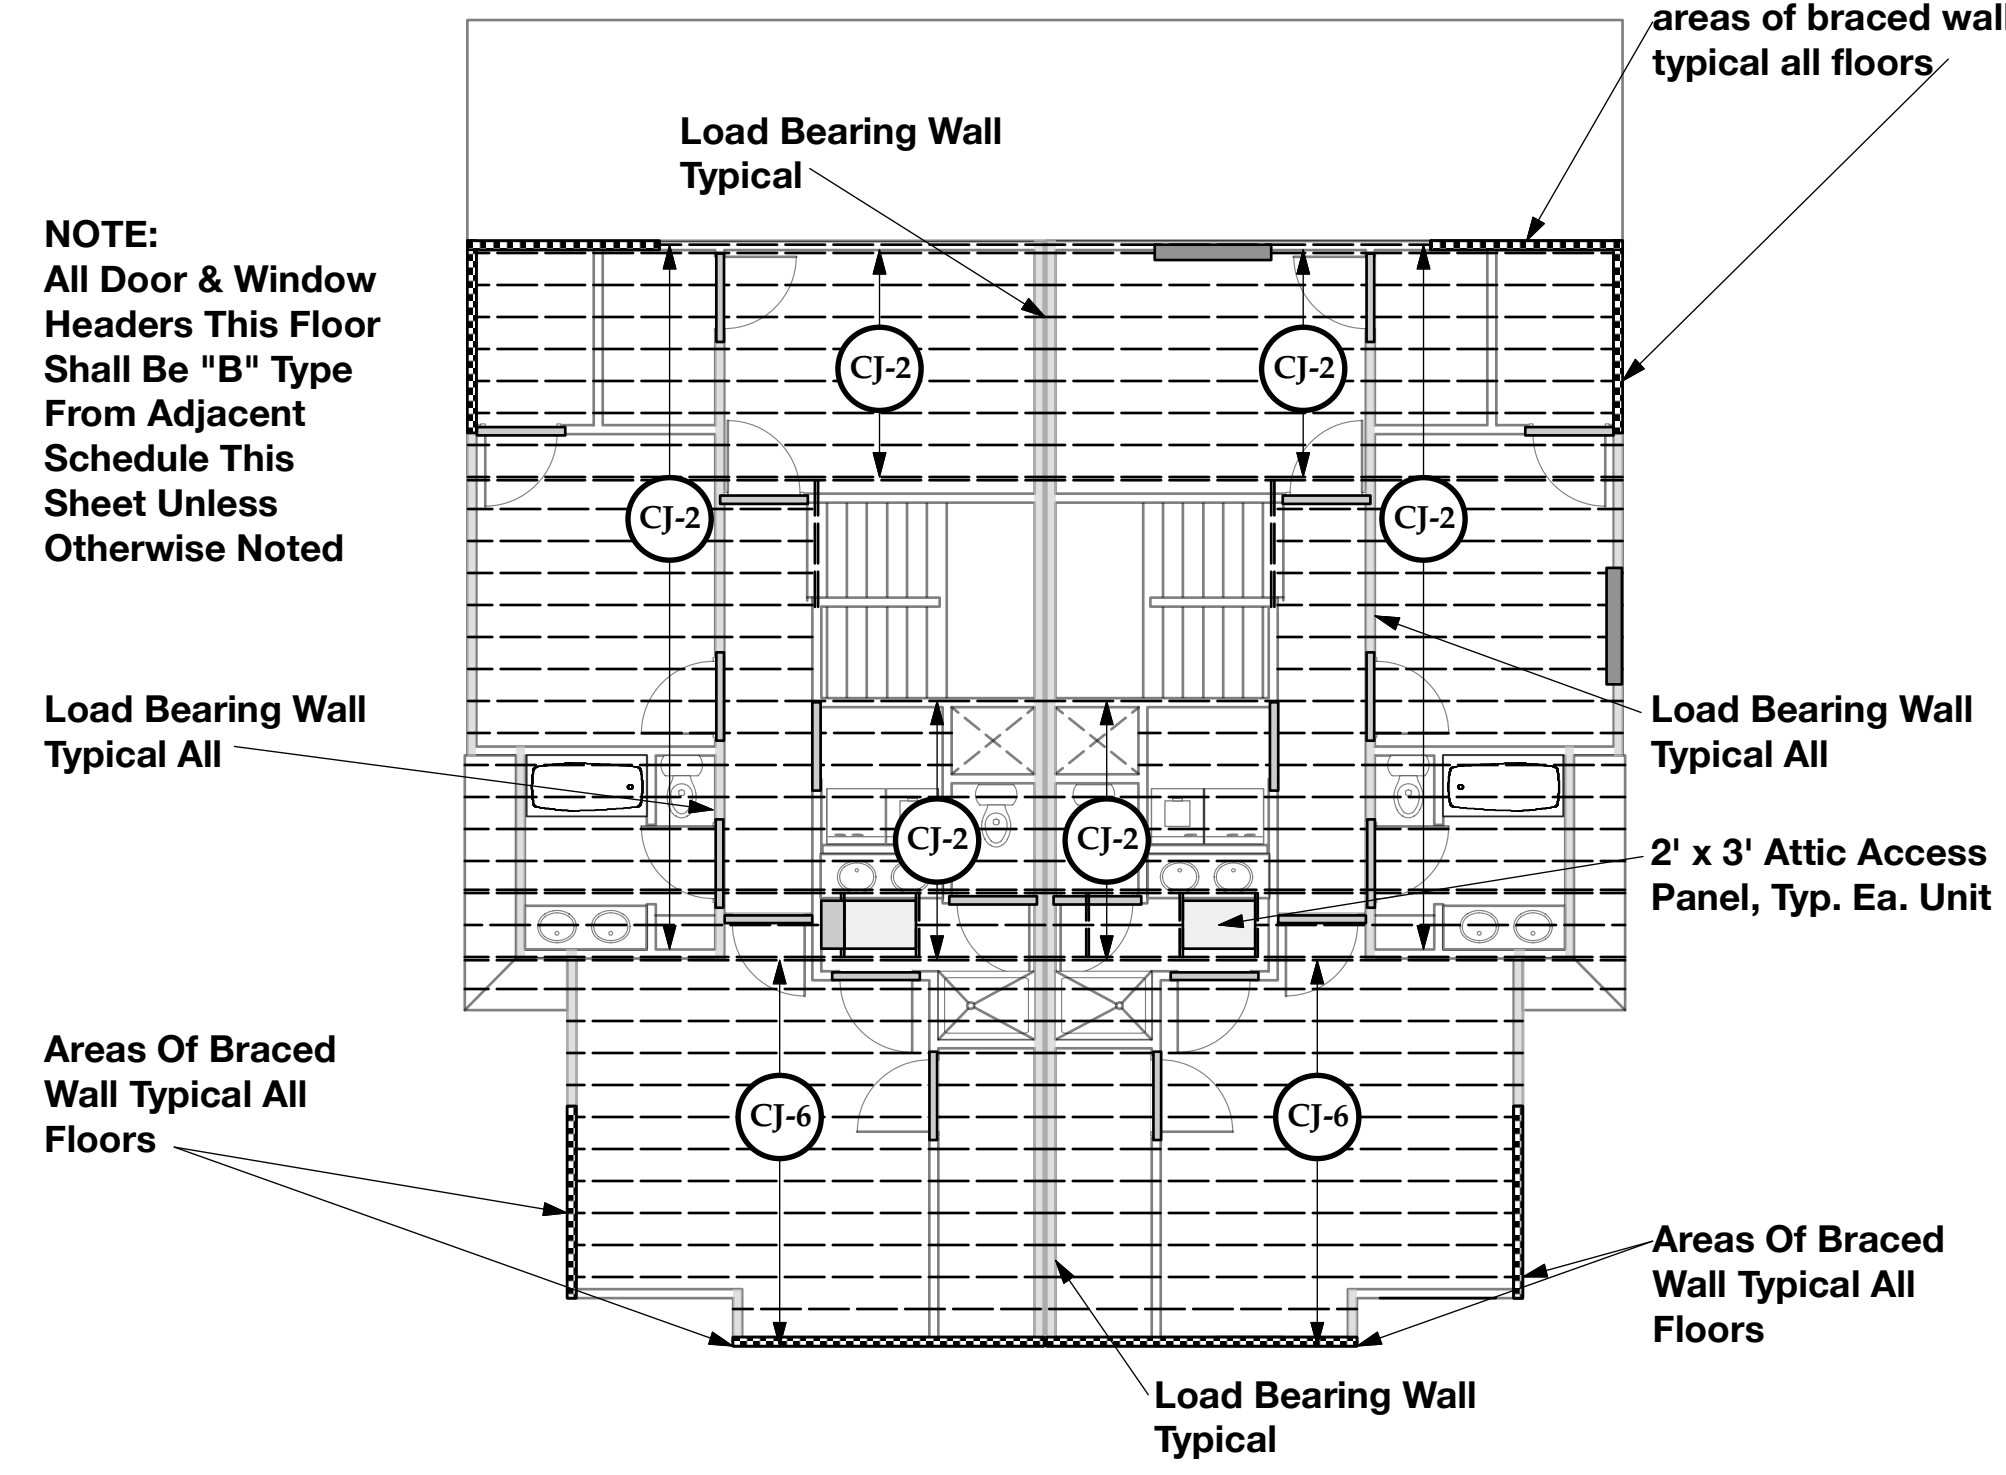 areas of braced wall
typical all floors
Load Bearing Wall
Typical
NOTE:
All Door & Window
Headers This Floor
Shall Be "B" Type
From Adjacent
Schedule This
Sheet Unless
Otherwise Noted
CJ-2
CJ-2
CJ-2
CJ-2
Load Bearing Wall
Typical All
Load Bearing Wall
Typical All
CJ-2
CJ-2
2' x 3' Attic Access
Panel, Typ. Ea. Unit
Areas Of Braced
Wall Typical All
Floors
CJ-6
CJ-6
Areas Of Braced
Wall Typical All
Floors
Load Bearing Wall
Typical